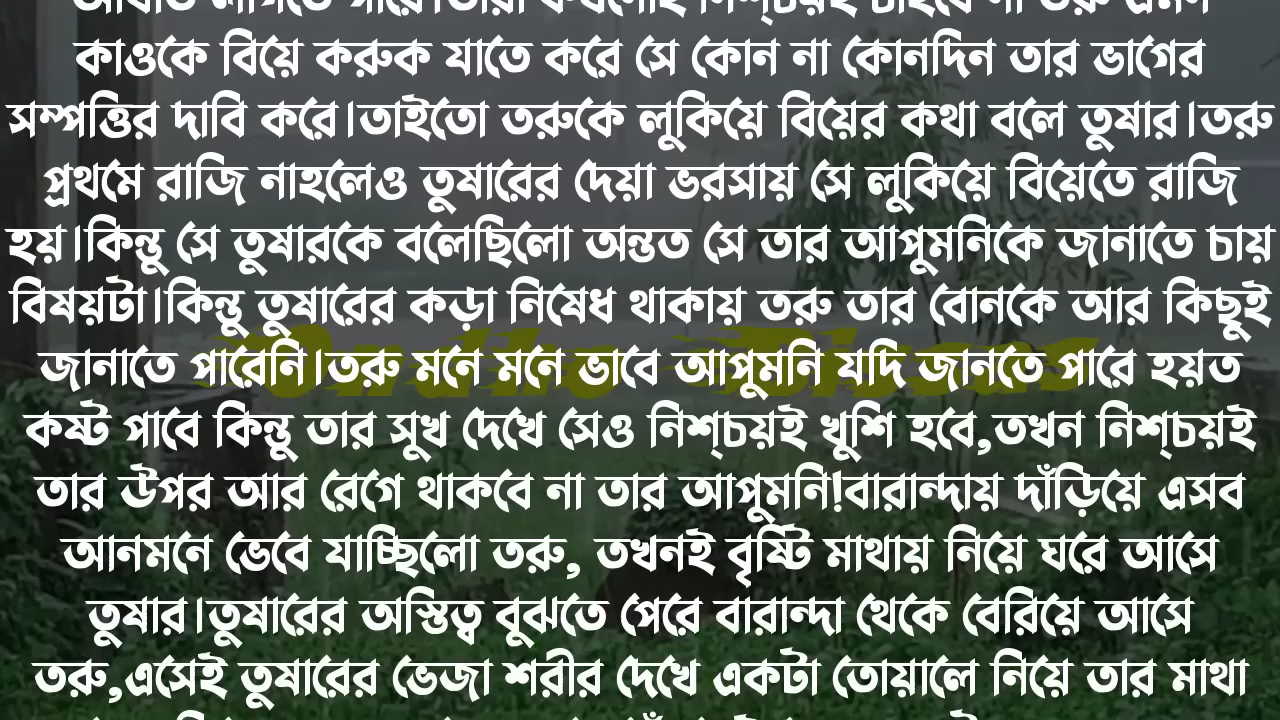 কাওকে বিয়ে করুক যাতে করে সে কোন না কোনদিন তার ভাগের
সম্পত্তির দাবি করে।তাইতো তরুকে লুকিয়ে বিয়ের কথা বলে তুষার।তরু
প্রথমে রাজি নাহলেও তুষারের দেয়া ভরসায় সে লুকিয়ে বিয়েতে রাজি
হয়।কিন্তু সে তুষারকে বলেছিলো অন্তত সে তার আপুমনিকে জানাতে চায়
বিষয়টা।কিন্তু তুষারের কড়া নিষেধ থাকায় তরু তার বোনকে আর কিছুই
জানাতে পারেনি।তরু মনে মনে ভাবে আপুমনি যদি জানতে পারে হয়ত
কষ্ট পাবে কিন্তু তার সুখ দেখে সেও নিশ্চয়ই খুশি হবে,তখন নিশ্চয়ই
তার ঊপর আর রেগে থাকবে না তার আপুমনি!বারান্দায় দাঁড়িয়ে এসব
আনমনে ভেবে যাচ্ছিলো তরু, তখনই বৃষ্টি মাথায় নিয়ে ঘরে আসে
তুষার।তুষারের অস্তিত্ব বুঝতে পেরে বারান্দা থেকে বেরিয়ে আসে
তরু,এসেই তুষারের ভেজা শরীর দেখে একটা তোয়ালে নিয়ে তার মাথা